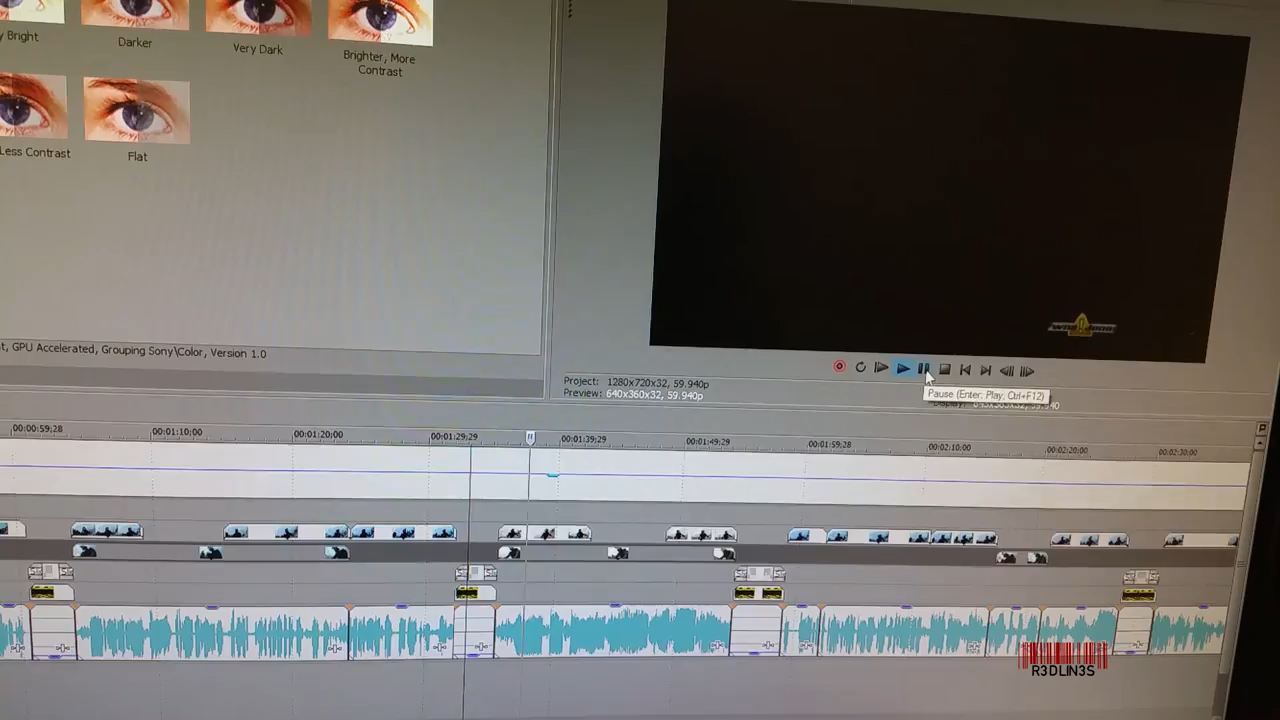 y Bright
Darker
Very Dark
Brighter, More
Contrast
Less Contrast
Flat
t, GPU Accelerated, Grouping Sony\Color, Version 1.0
Project: 1280x720x32, 59.940p
Preview: 640x360x32, 59.940p
Pause (Enter, Play, Ctrl+F12)
00:00:59;28
00:01:10;00
00:01:20;00
00:01:29;29
00:01:39;29
00:01:49;29
00:01:59;28
00:02:10;00
00:02:20;00
00:02:30;00
R3DLIN3S